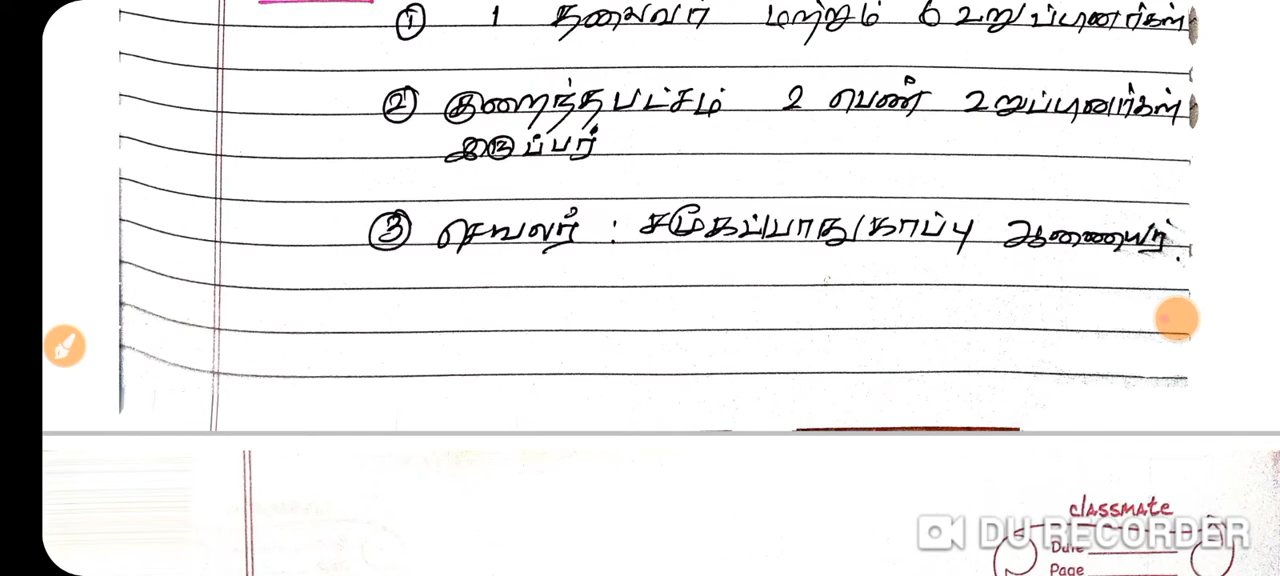 ① 1 தலைவர் மற்றும் 6 உறுப்பினர்கள்
② குறைந்தபட்சம் 2 பெண் உறுப்பினர்கள்
இருப்பர்
③ செயலர் : சமூகப்பாதுகாப்பு ஆணையர்.
classmate
DU RECORDER
Date
Page